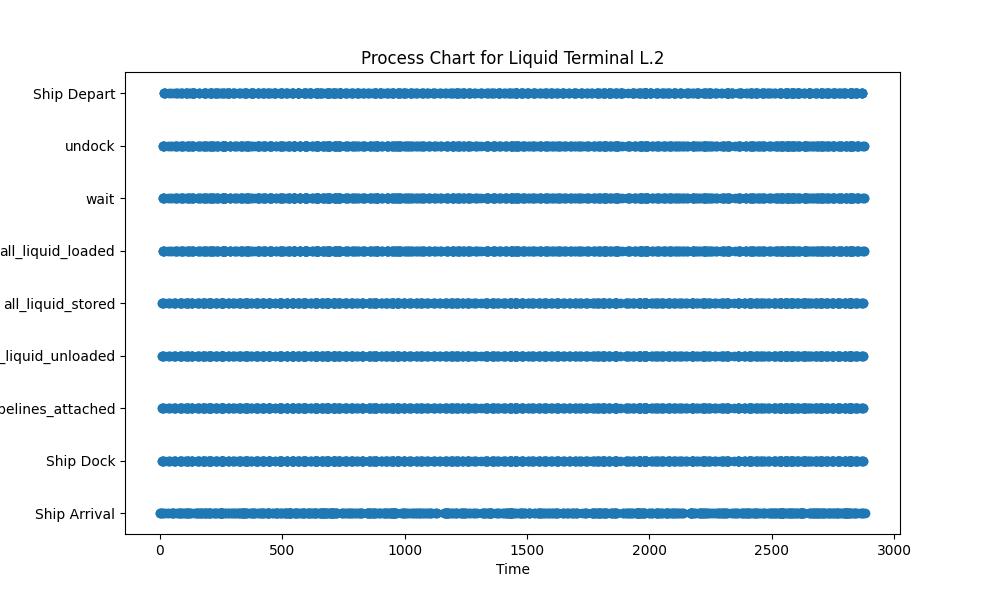 Process Chart for Liquid Terminal L.2
Ship Depart
undock
wait
all_liquid_loaded
all_liquid_stored
_liquid_unloaded
pelines_attached
Ship Dock
Ship Arrival
0 500 1000 1500 2000 2500 3000
Time